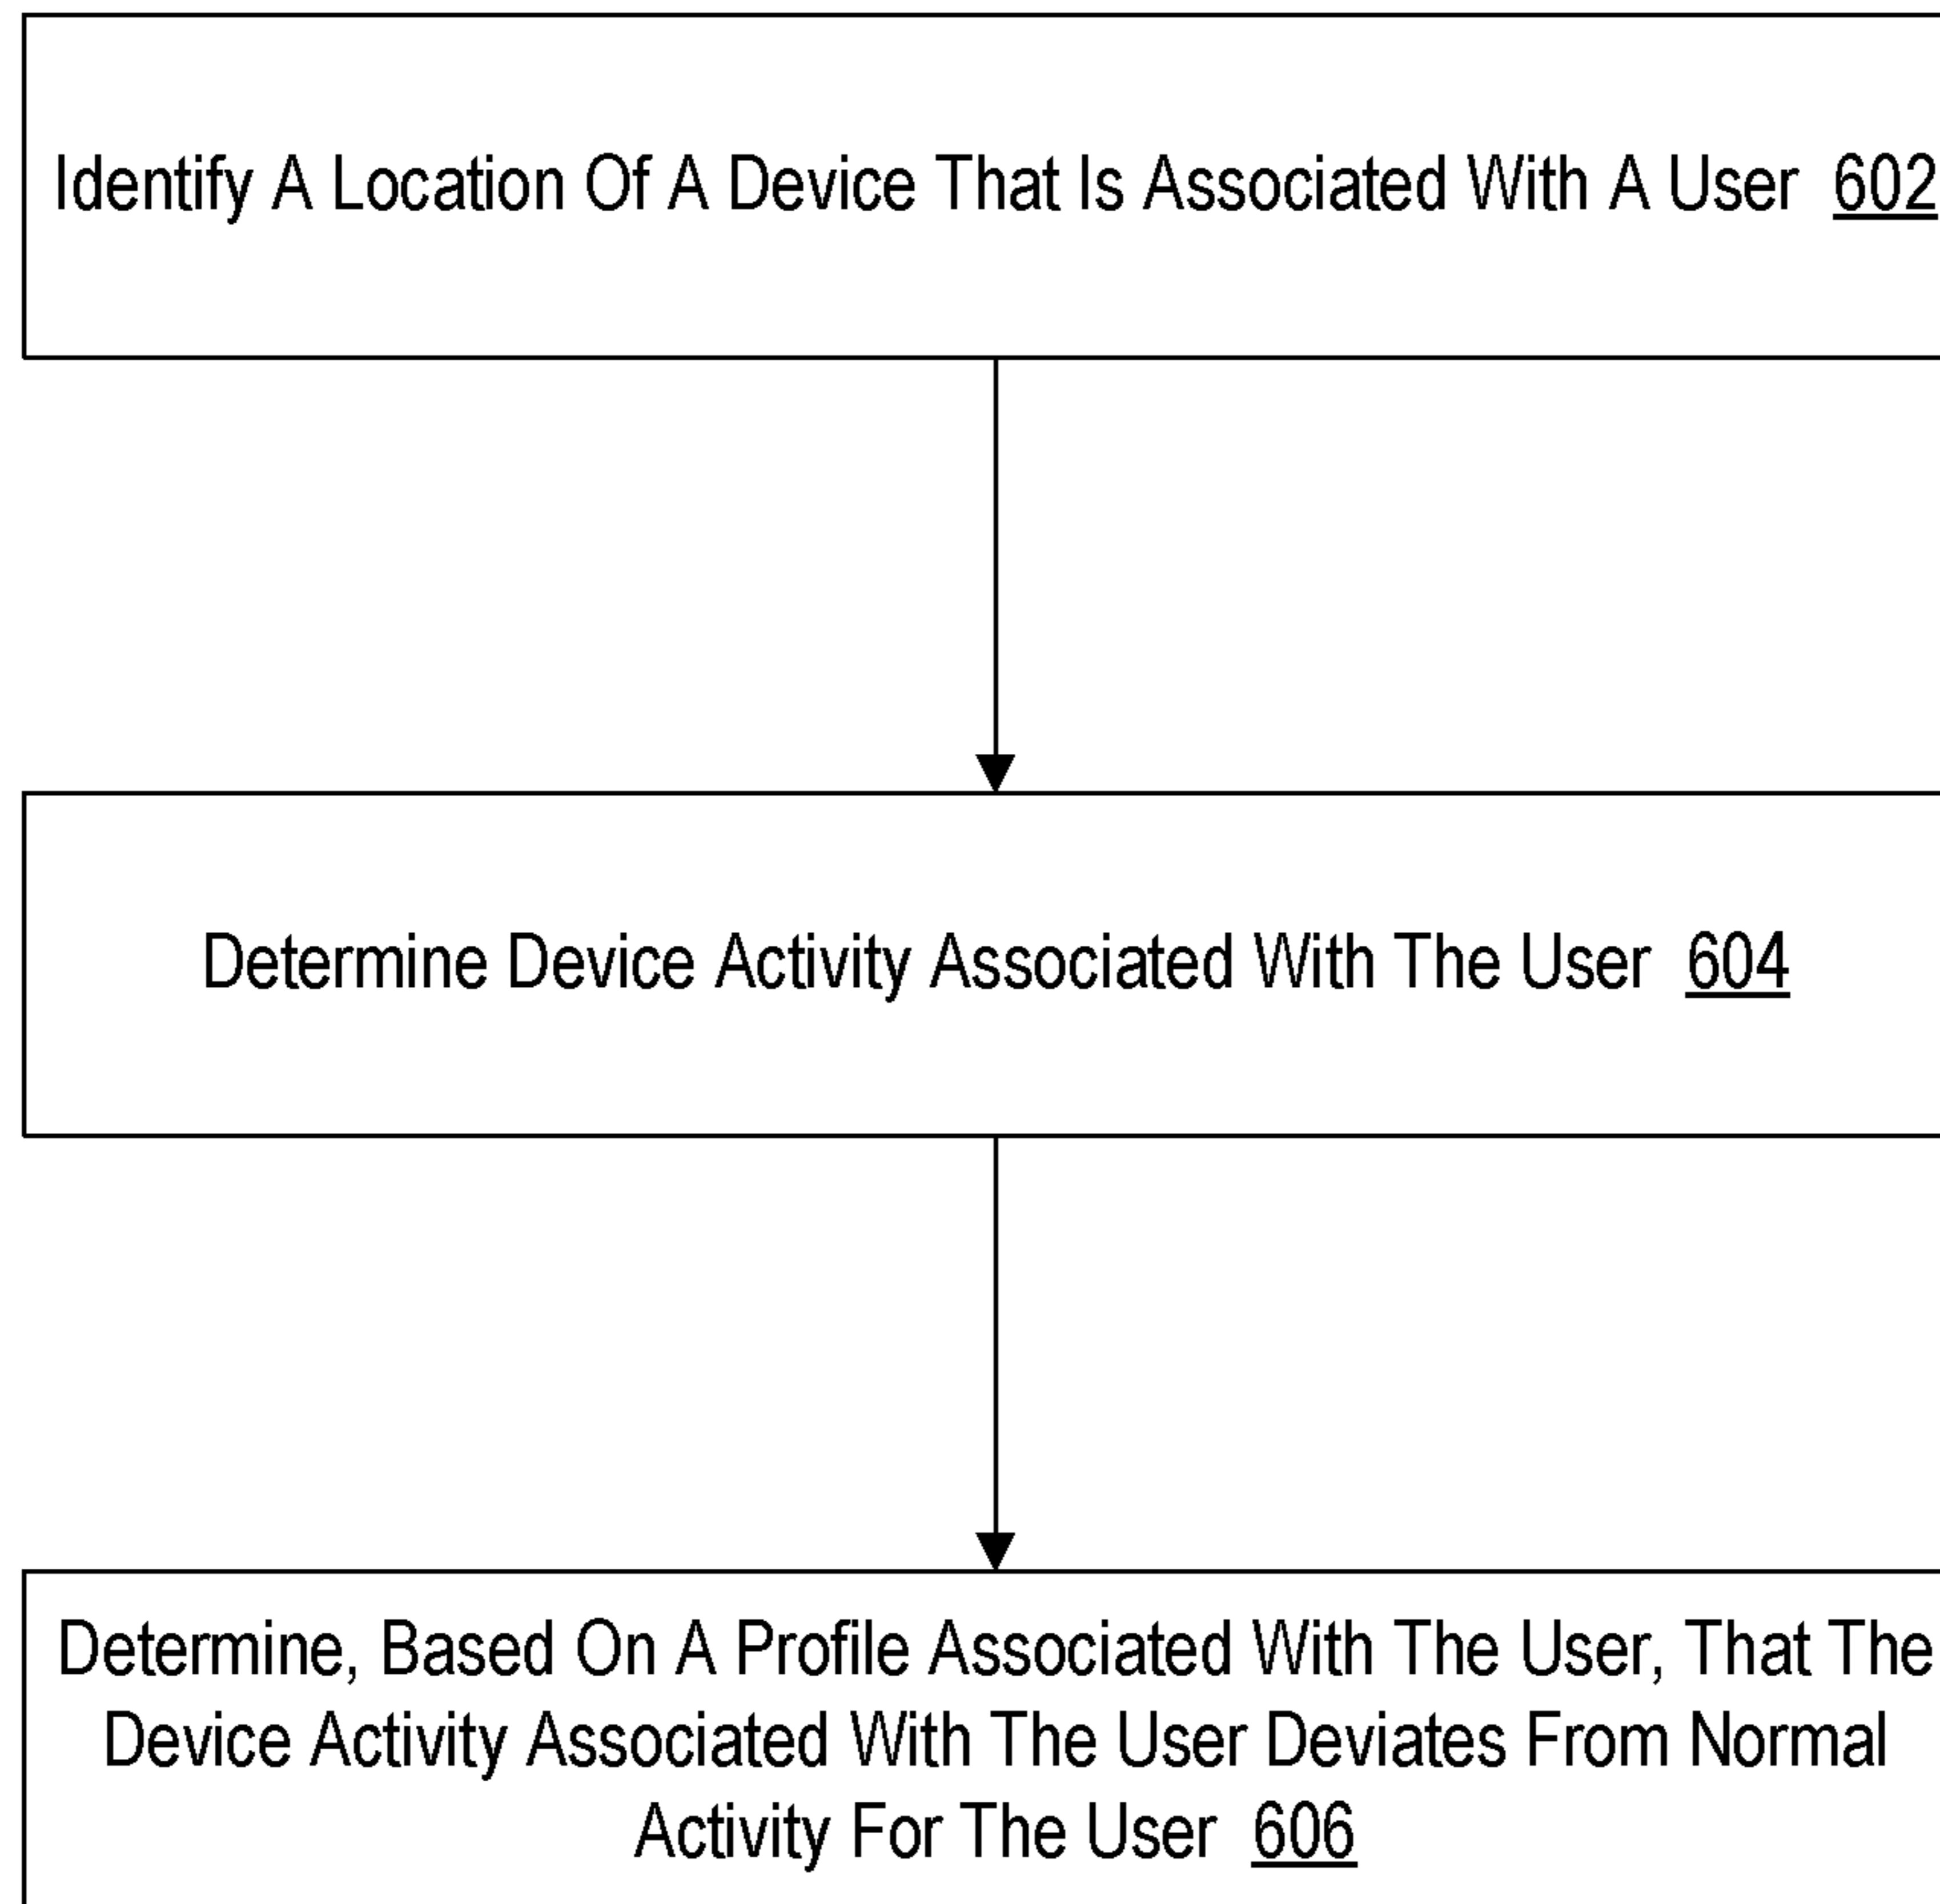 Identify A Location Of A Device That Is Associated With A User 602
Determine Device Activity Associated With The User 604
Determine, Based On A Profile Associated With The User, That The
Device Activity Associated With The User Deviates From Normal
Activity For The User 606